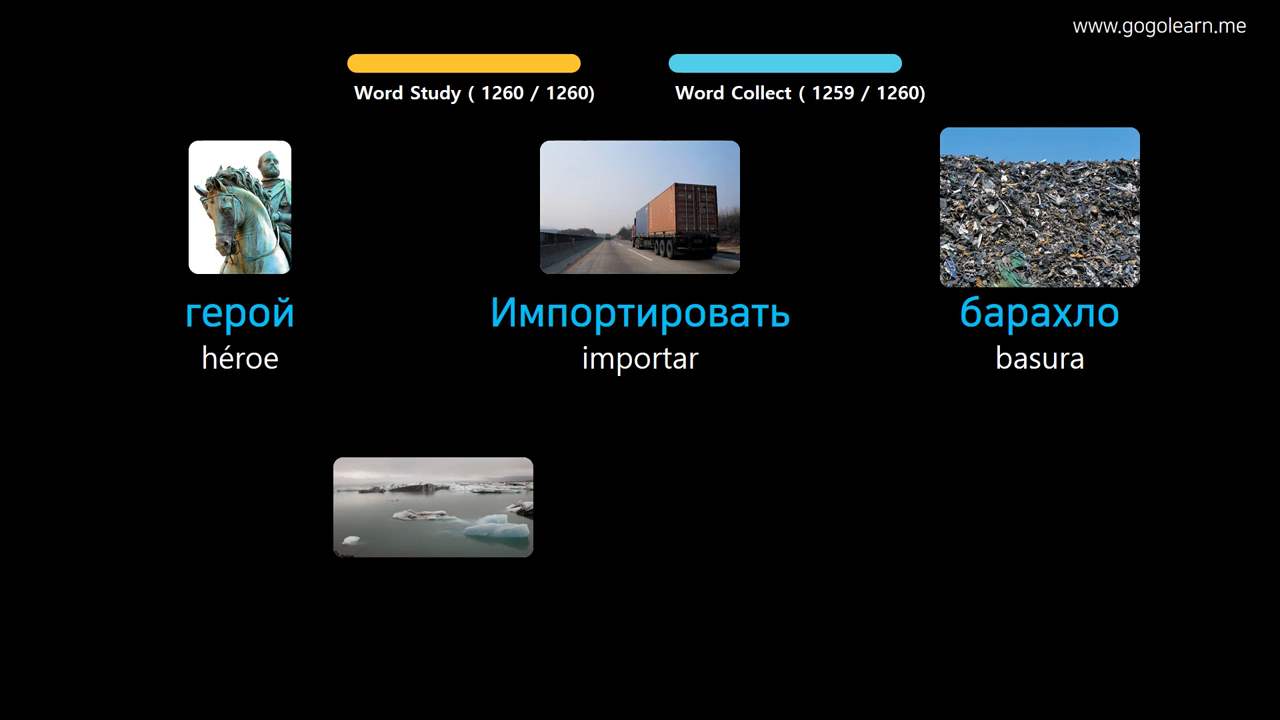 www.gogolearn.me
Word Study ( 1260 / 1260)
Word Collect ( 1259 / 1260)
герой
Импортировать
барахло
héroe
importar
basura